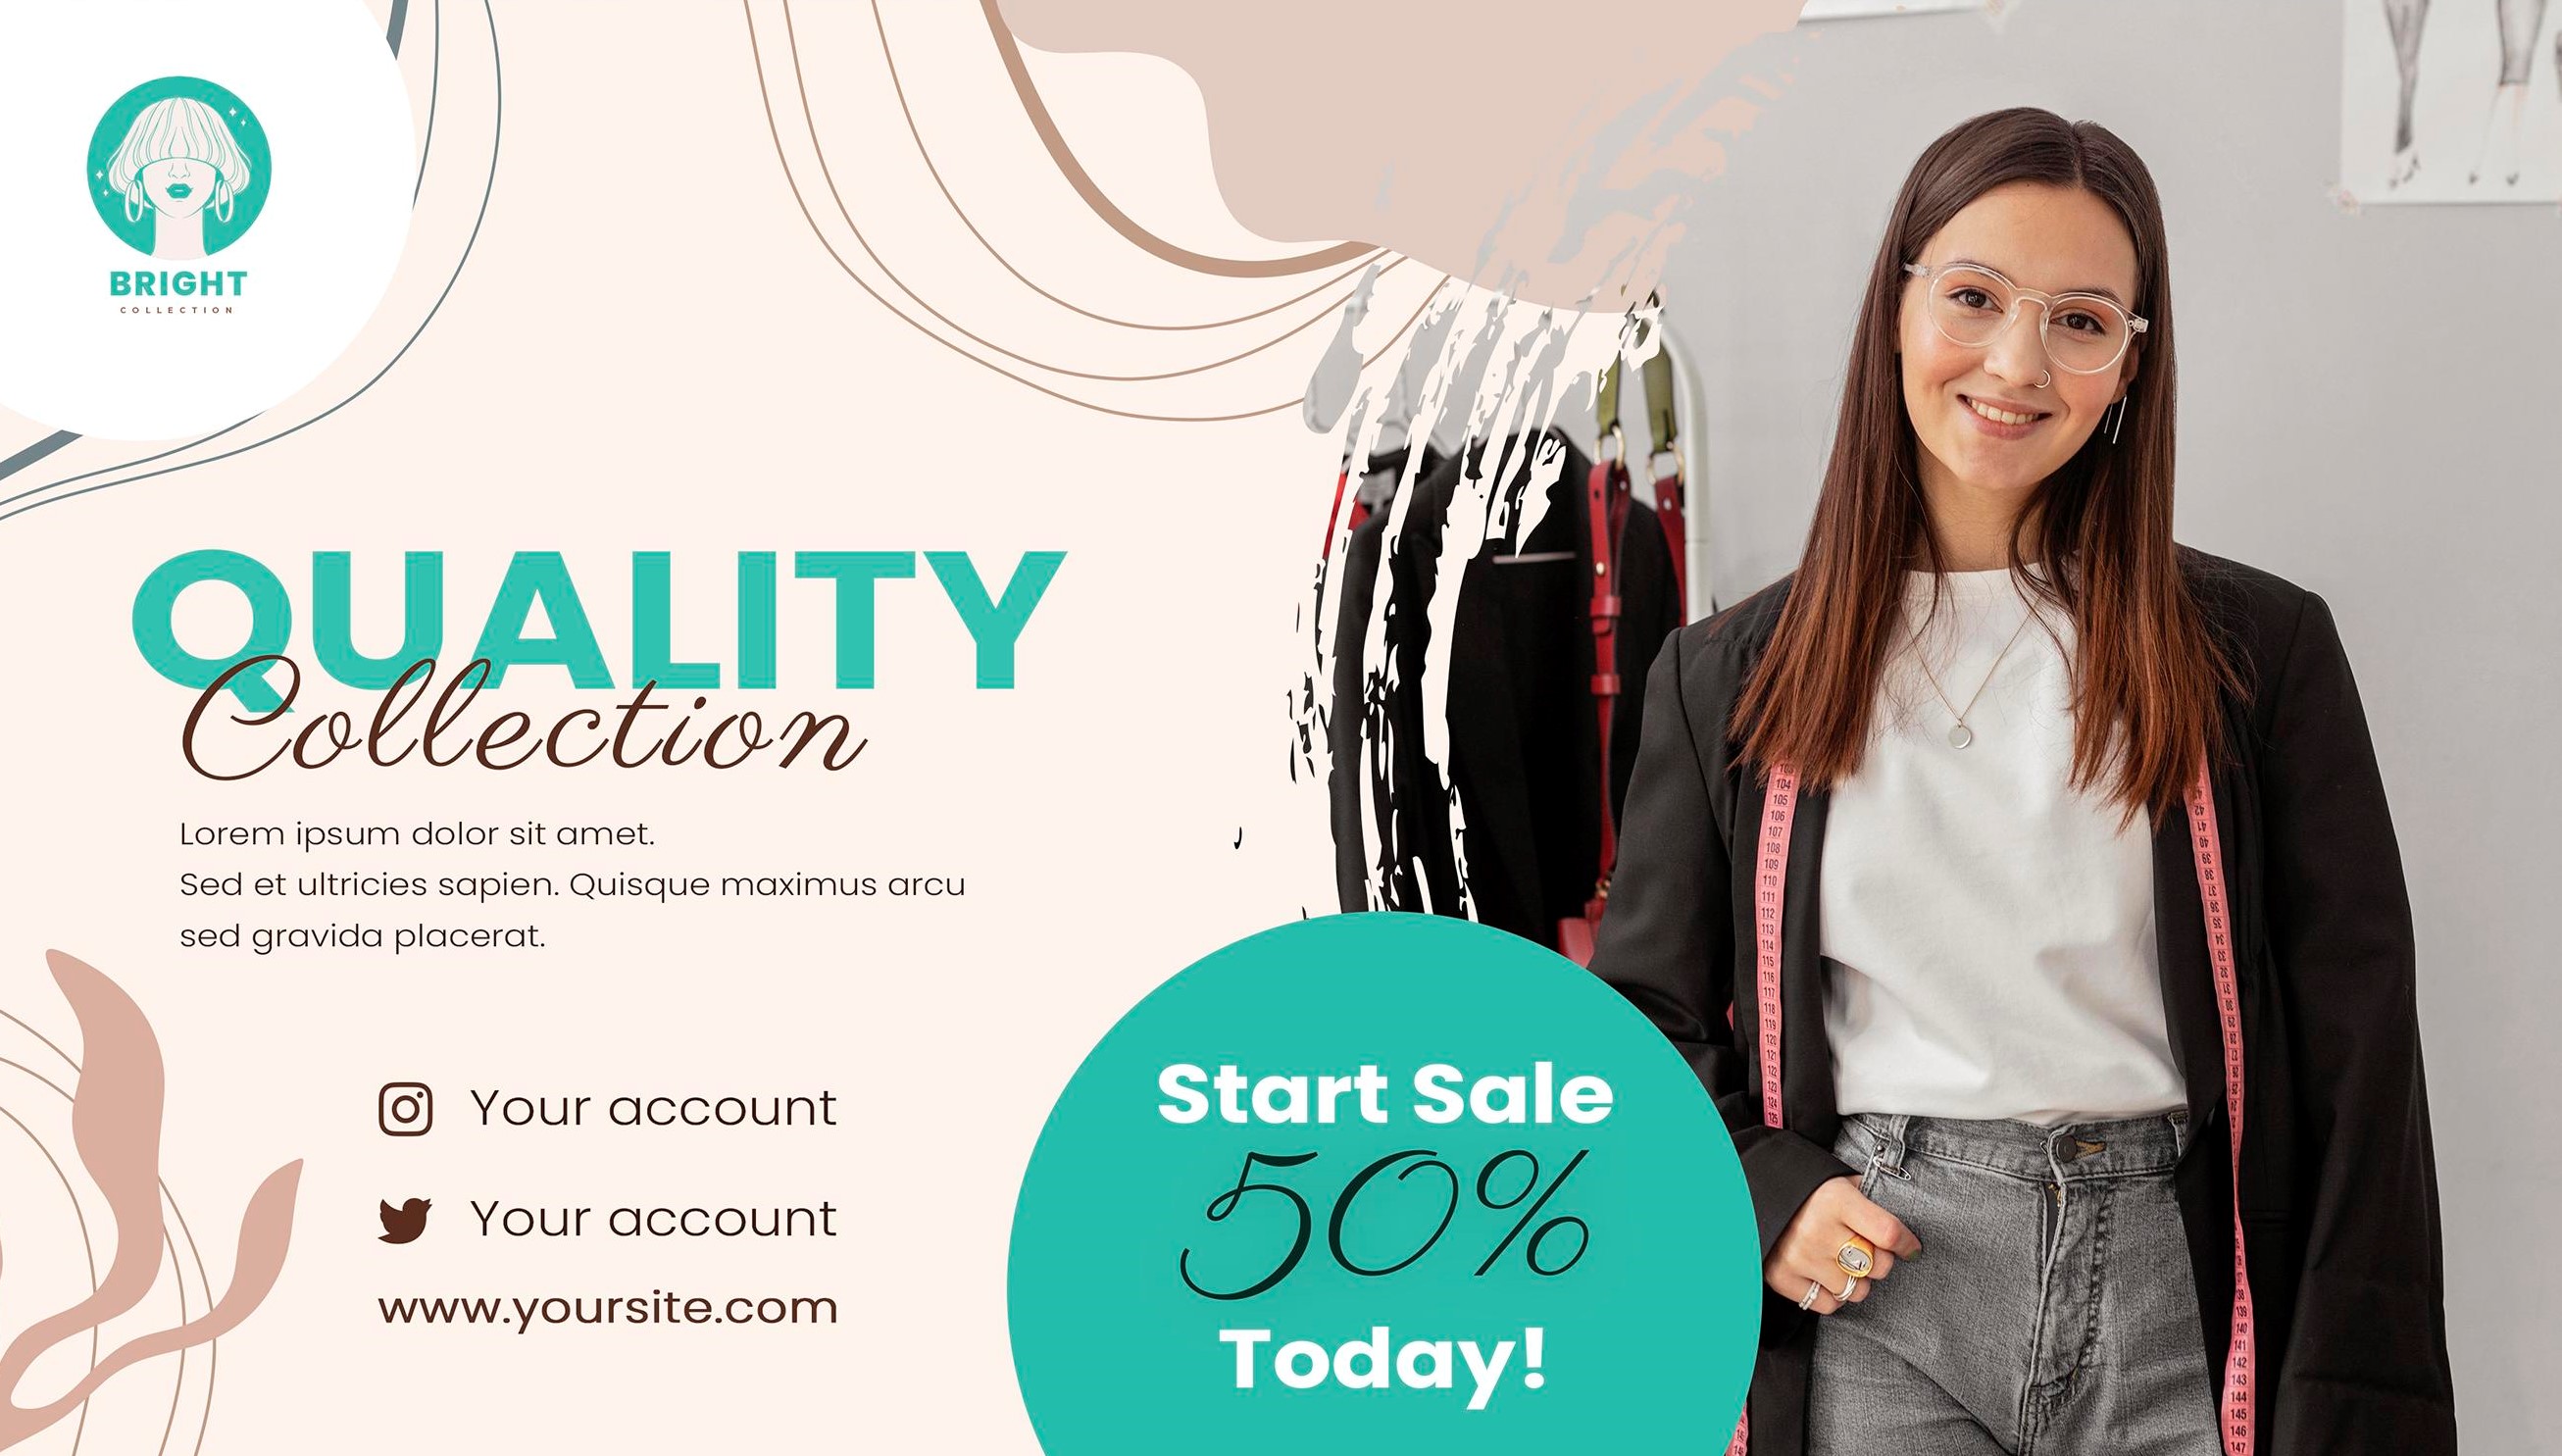 BRIGHT
COLLECTION
QUALITY
Collection
Lorem ipsum dolor sit amet.
Sed et ultricies sapien. Quisque maximus arcu
sed gravida placerat.
Your account
Your account
www.yoursite.com
Start Sale
50%
Today!